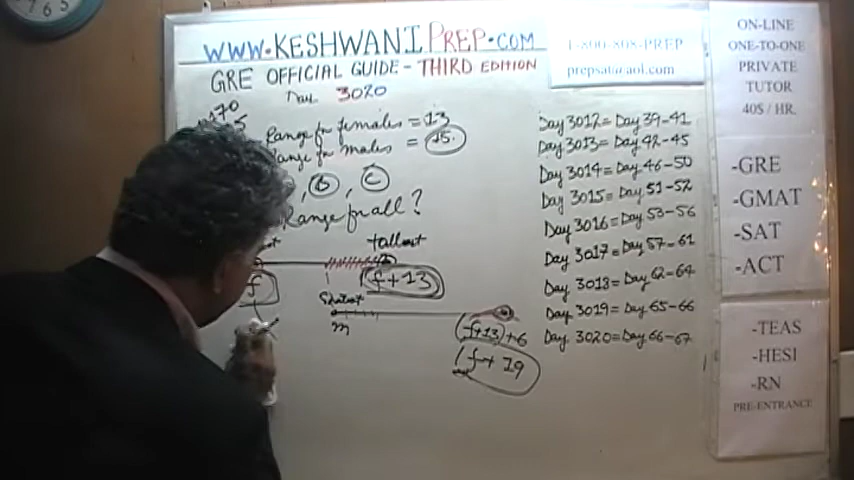 WWW.KESHWANIPREP.COM
GRE OFFICIAL GUIDE - THIRD EDITION
Day 3020
Range for females = 13
Range for males = 15.
B, C
Range for all?
tallest
f
f+13
Shortest
m
(f+13)+6
f+19
1-800-808-PREP
prepsat@aol.com
Day 3012 = Day 39-41
Day 3013 = Day 42-45
Day 3014 = Day 46-50
Day 3015 = Day 51-52
Day 3016 = Day 53-56
Day 3017 = Day 57-61
Day 3018 = Day 62-64
Day 3019 = Day 65-66
Day 3020 = Day 66-67
ON-LINE
ONE-TO-ONE
PRIVATE
TUTOR
40$ / HR.
-GRE
-GMAT
-SAT
-ACT
-TEAS
-HESI
-RN
PRE-ENTRANCE